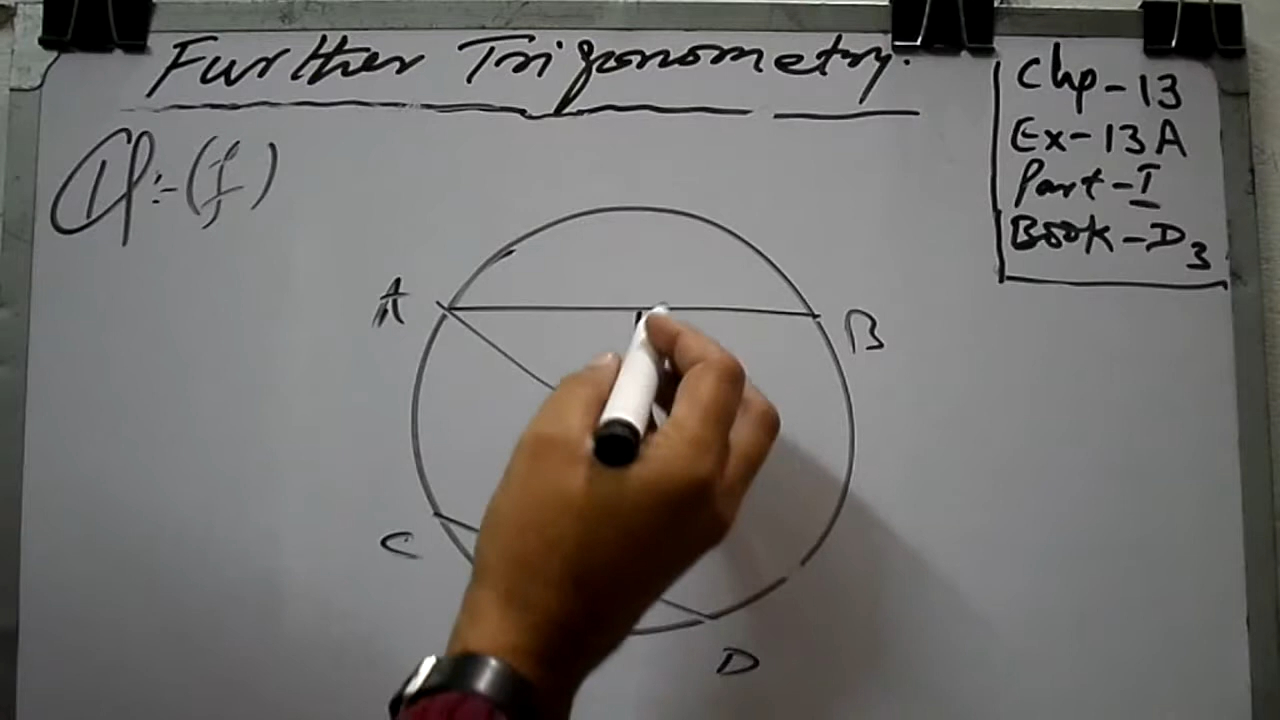 Further Trigonometry.
Chp-13
Ex-13A
Part-I
Book-D3
(f)
A
B
C
D